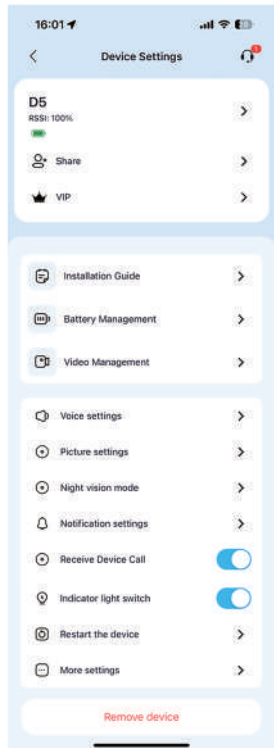 16:01
Device Settings
1
D5
RSSI: 100%
Share
VIP
Installation Guide
Battery Management
Video Management
Voice settings
Picture settings
Night vision mode
Notification settings
Receive Device Call
Indicator light switch
Restart the device
More settings
Remove device